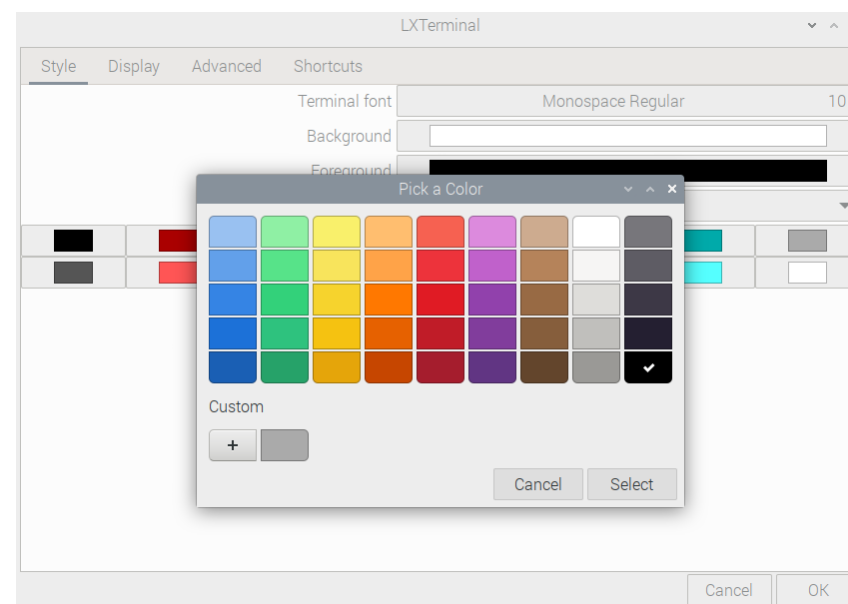 LXTerminal
Style Display Advanced Shortcuts
Terminal font Monospace Regular 10
Background
Foreground
Pick a Color
Custom
+
Cancel Select
Cancel OK